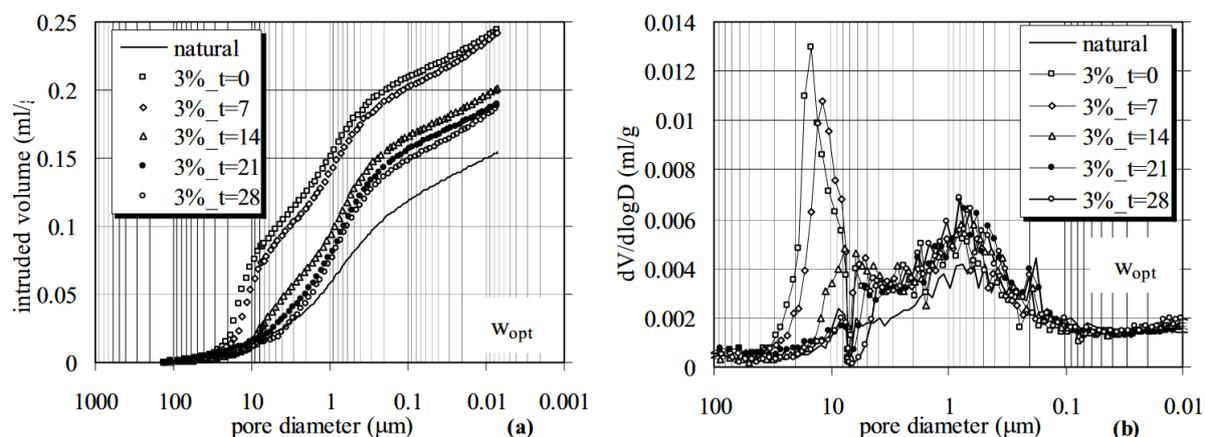 0.25
0.2
0.15
0.1
0.05
0
intruded volume (ml/
natural
3%_t=0
3%_t=7
3%_t=14
3%_t=21
3%_t=28
wopt
1000 100 10 1 0.1 0.01 0.001
pore diameter (μm) (a)
0.014
0.012
0.01
0.008
0.006
0.004
0.002
0
dV/dlogD (ml/g)
natural
3%_t=0
3%_t=7
3%_t=14
3%_t=21
3%_t=28
wopt
100 10 1 0.1 0.01
pore diameter (μm) (b)